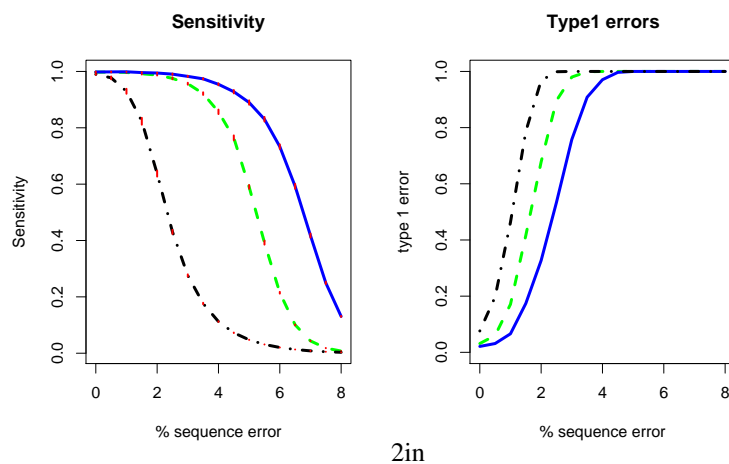 Sensitivity
Type1 errors
1.0
0.8
0.6
0.4
0.2
0.0
Sensitivity
0 2 4 6 8
% sequence error
1.0
0.8
0.6
0.4
0.2
0.0
type 1 error
0 2 4 6 8
% sequence error
2in